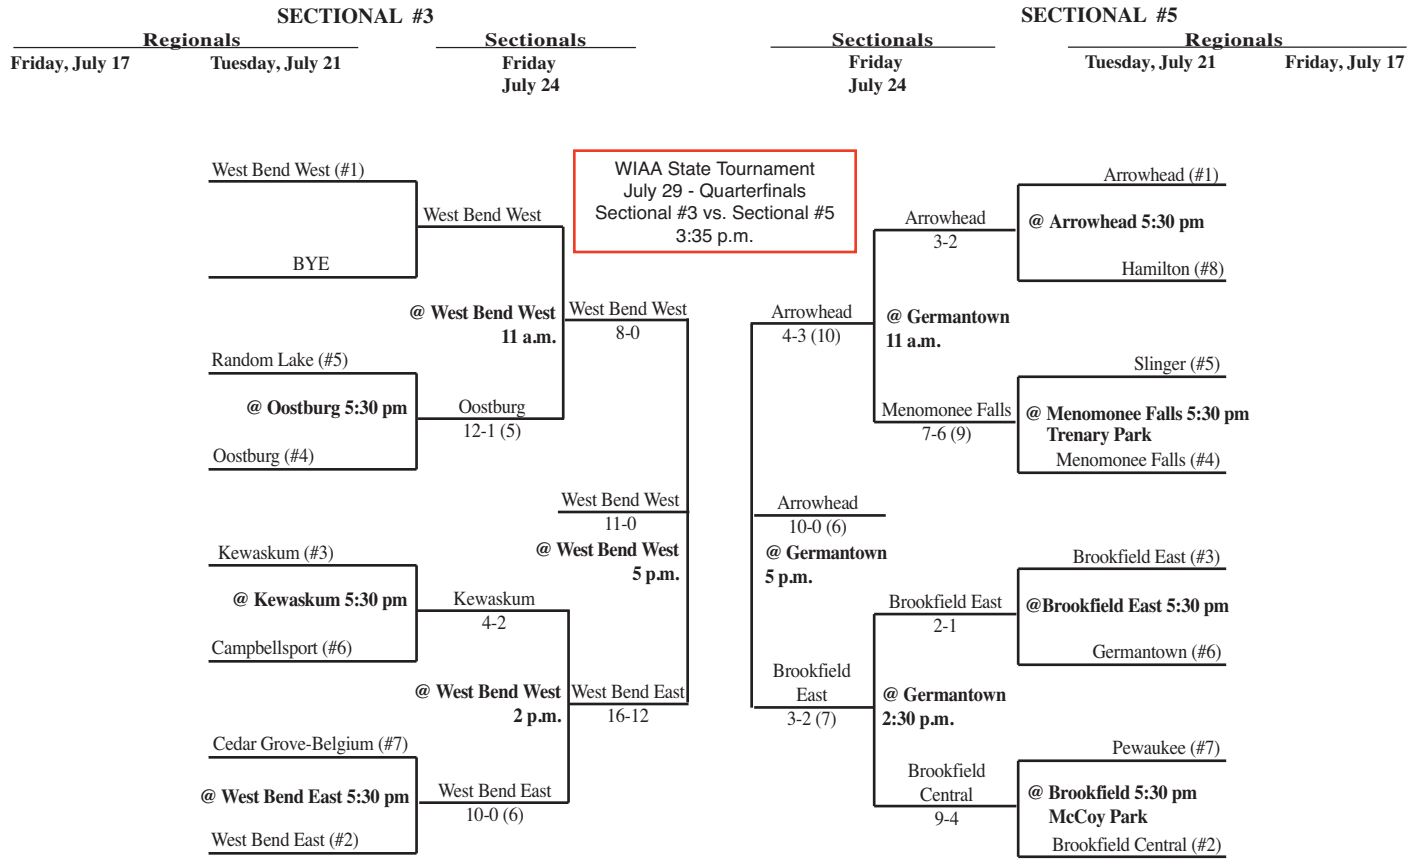 SECTIONAL #3
Regionals
Sectionals
Friday, July 17
Tuesday, July 21
Friday
July 24
West Bend West (#1)
BYE
West Bend West
@ West Bend West
11 a.m.
West Bend West
8-0
Random Lake (#5)
@ Oostburg 5:30 pm
Oostburg (#4)
Oostburg
12-1 (5)
West Bend West
11-0
@ West Bend West
5 p.m.
Kewaskum (#3)
@ Kewaskum 5:30 pm
Campbellsport (#6)
Kewaskum
4-2
@ West Bend West
2 p.m.
West Bend East
16-12
Cedar Grove-Belgium (#7)
@ West Bend East 5:30 pm
West Bend East (#2)
West Bend East
10-0 (6)
WIAA State Tournament
July 29 - Quarterfinals
Sectional #3 vs. Sectional #5
3:35 p.m.
SECTIONAL #5
Sectionals
Regionals
Friday
July 24
Tuesday, July 21
Friday, July 17
Arrowhead (#1)
@ Arrowhead 5:30 pm
Hamilton (#8)
Arrowhead
3-2
Arrowhead
4-3 (10)
@ Germantown
11 a.m.
Slinger (#5)
@ Menomonee Falls 5:30 pm
Trenary Park
Menomonee Falls (#4)
Menomonee Falls
7-6 (9)
Arrowhead
10-0 (6)
@ Germantown
5 p.m.
Brookfield East (#3)
@Brookfield East 5:30 pm
Germantown (#6)
Brookfield East
2-1
Brookfield
East
3-2 (7)
@ Germantown
2:30 p.m.
Pewaukee (#7)
@ Brookfield 5:30 pm
McCoy Park
Brookfield Central (#2)
Brookfield
Central
9-4